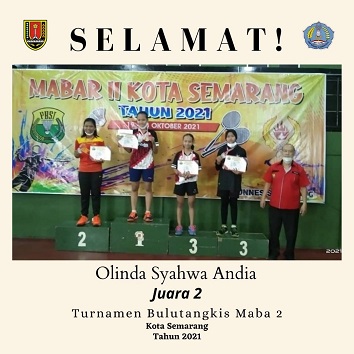 SELAMAT!
MABAR II KOTA SEMARANG
TAHUN 2021
OKTOBER 2021
PBSI
2
1
3
3
2021
Olinda Syahwa Andia
Juara 2
Turnamen Bulutangkis Maba 2
Kota Semarang
Tahun 2021